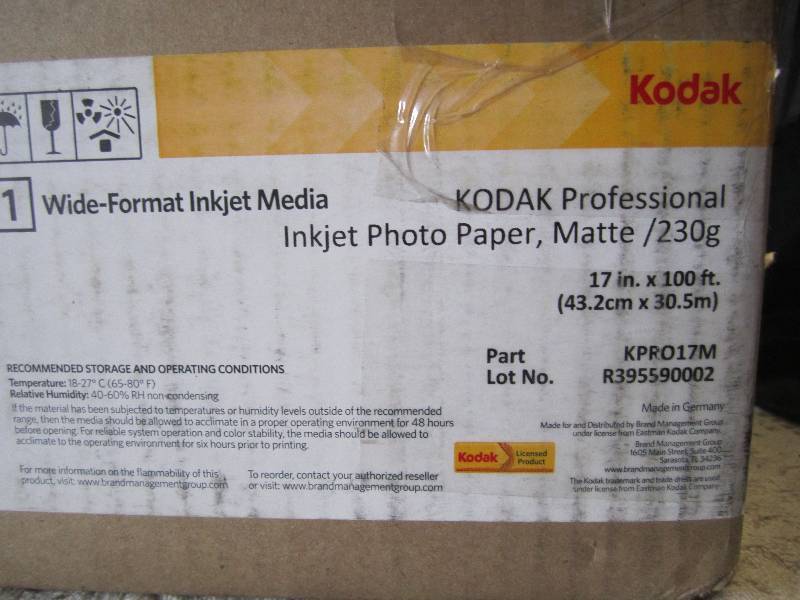 Kodak
1 Wide-Format Inkjet Media
KODAK Professional
Inkjet Photo Paper, Matte /230g
17 in. x 100 ft.
(43.2cm x 30.5m)
Part KPRO17M
Lot No. R395590002
RECOMMENDED STORAGE AND OPERATING CONDITIONS
Temperature: 18-27° C (65-80° F)
Relative Humidity: 40-60% RH non-condensing
If the material has been subjected to temperatures or humidity levels outside of the recommended
range, then the media should be allowed to acclimate in a proper operating environment for 48 hours
before opening. For reliable system operation and color stability, the media should be allowed to
acclimate to the operating environment for six hours prior to printing.
For more information on the flammability of this
product, visit: www.brandmanagementgroup.com
To reorder, contact your authorized reseller
or visit: www.brandmanagementgroup.com
Kodak Licensed
Product
Made in Germany
Made for and Distributed by Brand Management Group
under license from Eastman Kodak Company
Brand Management Group
1605 Main Street, Suite 400
Sarasota, FL 34236
www.brandmanagementgroup.com
The Kodak trademark and trade dress are used
under license from Eastman Kodak Company